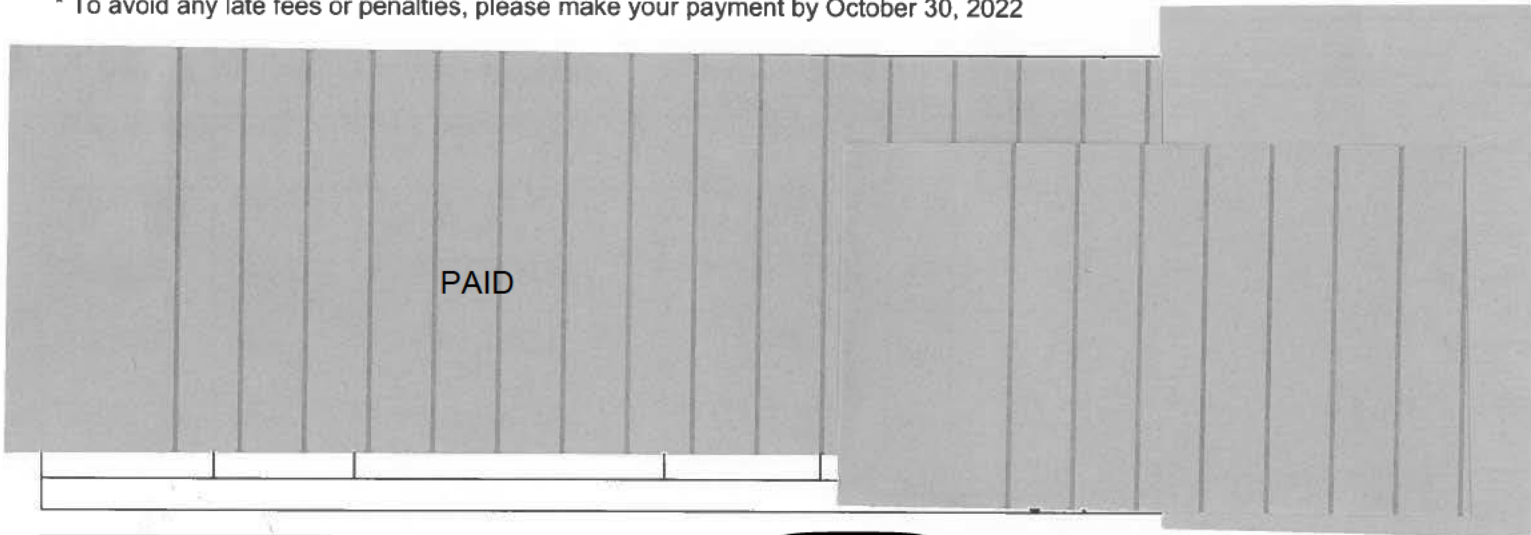 * To avoid any late fees or penalties, please make your payment by October 30, 2022
PAID